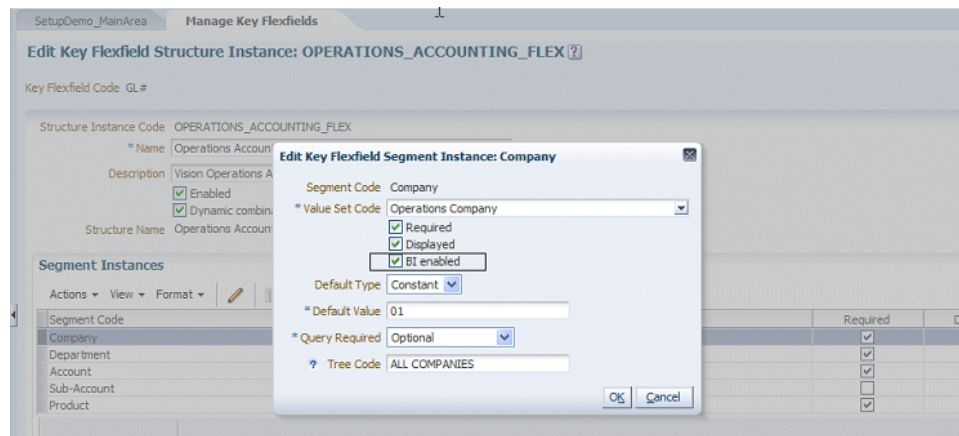 SetupDemo_MainArea Manage Key Flexfields
Edit Key Flexfield Structure Instance: OPERATIONS_ACCOUNTING_FLEX ?
Key Flexfield Code GL#
Structure Instance Code OPERATIONS_ACCOUNTING_FLEX
* Name Operations Accoun
Description Vision Operations A
Enabled
Dynamic combin
Structure Name Operations Accoun
Segment Instances
Actions View Format
Segment Code Required D
Company
Department
Account
Sub-Account
Product
Edit Key Flexfield Segment Instance: Company
Segment Code Company
* Value Set Code Operations Company
Required
Displayed
BI enabled
Default Type Constant
* Default Value 01
* Query Required Optional
? Tree Code ALL COMPANIES
OK Cancel